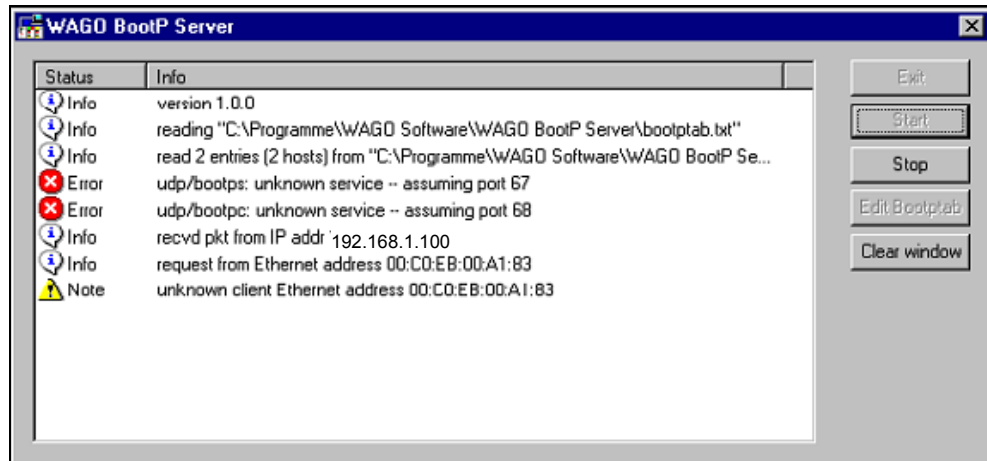 WAGO BootP Server
Status Info
Info version 1.0.0
Info reading "C:\Programme\WAGO Software\WAGO BootP Server\bootptab.txt"
Info read 2 entries (2 hosts) from "C:\Programme\WAGO Software\WAGO BootP Se...
Error udp/bootps: unknown service -- assuming port 67
Error udp/bootpc: unknown service -- assuming port 68
Info recvd pkt from IP addr 192.168.1.100
Info request from Ethernet address 00:C0:EB:00:A1:83
Note unknown client Ethernet address 00:C0:EB:00:A1:83
Exit
Start
Stop
Edit Bootptab
Clear window